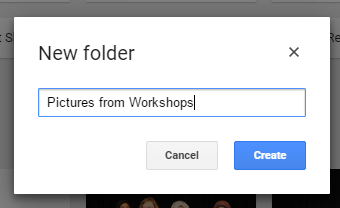 New folder
Pictures from Workshops
Cancel
Create